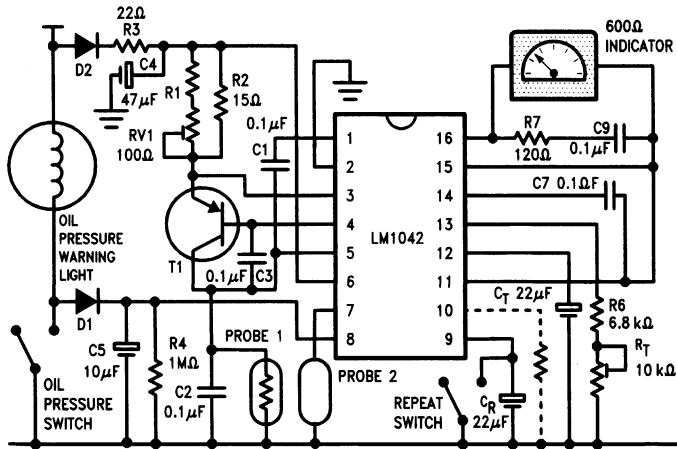 22Ω
R3
D2
C4
47µF
R1
R2
15Ω
RV1
100Ω
0.1µF
C1
600Ω
INDICATOR
R7
120Ω
C9
0.1µF
C7 0.1ΩF
1
2
3
4
5
6
7
8
16
15
14
13
12
11
10
9
LM1042
OIL
PRESSURE
WARNING
LIGHT
T1
0.1µF
C3
D1
C5
10µF
R4
1MΩ
C2
0.1µF
PROBE 1
PROBE 2
OIL
PRESSURE
SWITCH
REPEAT
SWITCH
CT 22µF
CR
22µF
R6
6.8 kΩ
RT
10 kΩ